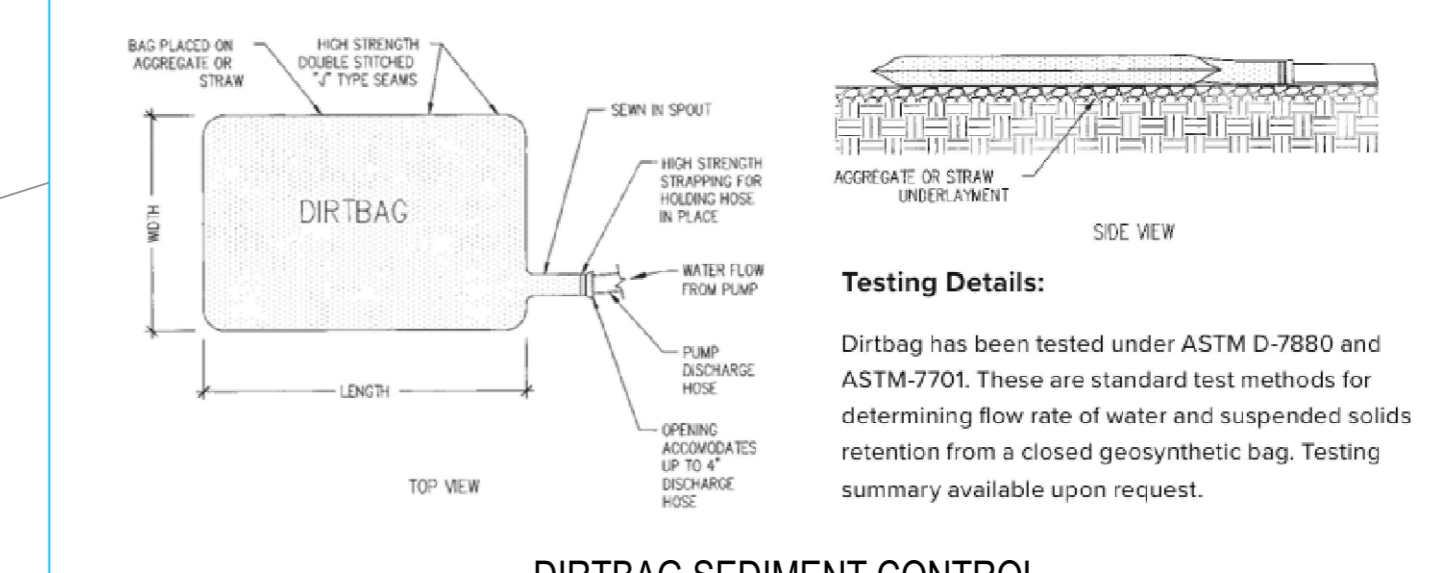 BAG PLACED ON
AGGREGATE OR
STRAW
HIGH STRENGTH
DOUBLE STITCHED
"J" TYPE SEAMS
SEWN IN SPOUT
HIGH STRENGTH
STRAPPING FOR
HOLDING HOSE
IN PLACE
DIRTBAG
WIDTH
WATER FLOW
FROM PUMP
PUMP
DISCHARGE
HOSE
LENGTH
OPENING
ACCOMODATES
UP TO 4"
DISCHARGE
HOSE
TOP VIEW
AGGREGATE OR STRAW
UNDERLAYMENT
SIDE VIEW
Testing Details:
Dirtbag has been tested under ASTM D-7880 and
ASTM-7701. These are standard test methods for
determining flow rate of water and suspended solids
retention from a closed geosynthetic bag. Testing
summary available upon request.
DIRTBAG SEDIMENT CONTROL